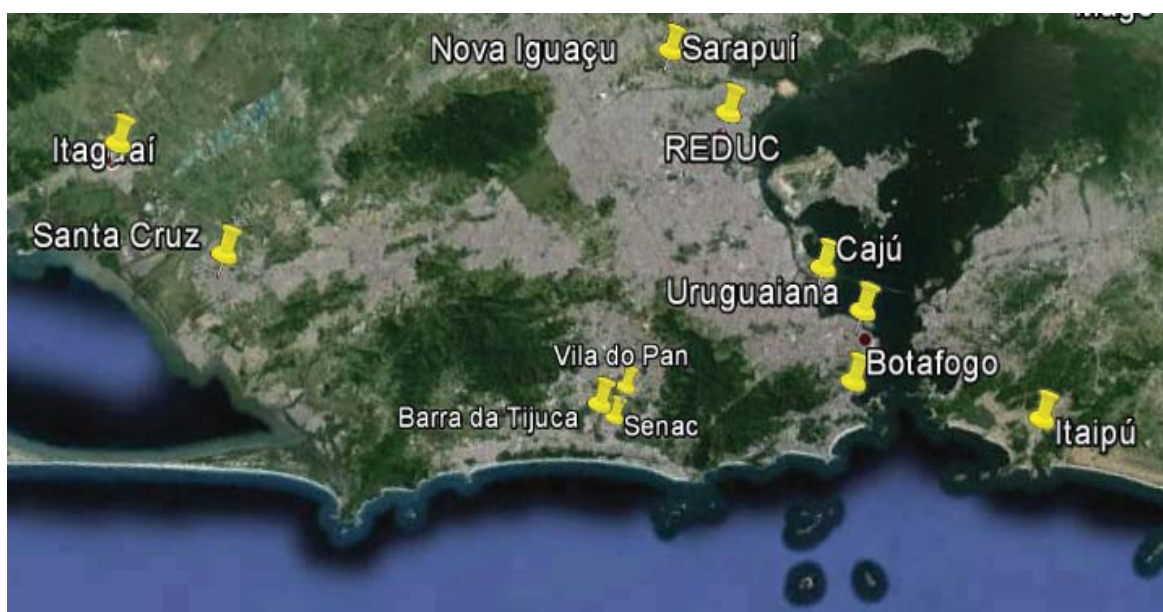 Nova Iguaçu
Sarapuí
Itaguaí
REDUC
Santa Cruz
Cajú
Uruguaiana
Vila do Pan
Botafogo
Barra da Tijuca
Senac
Itaipú